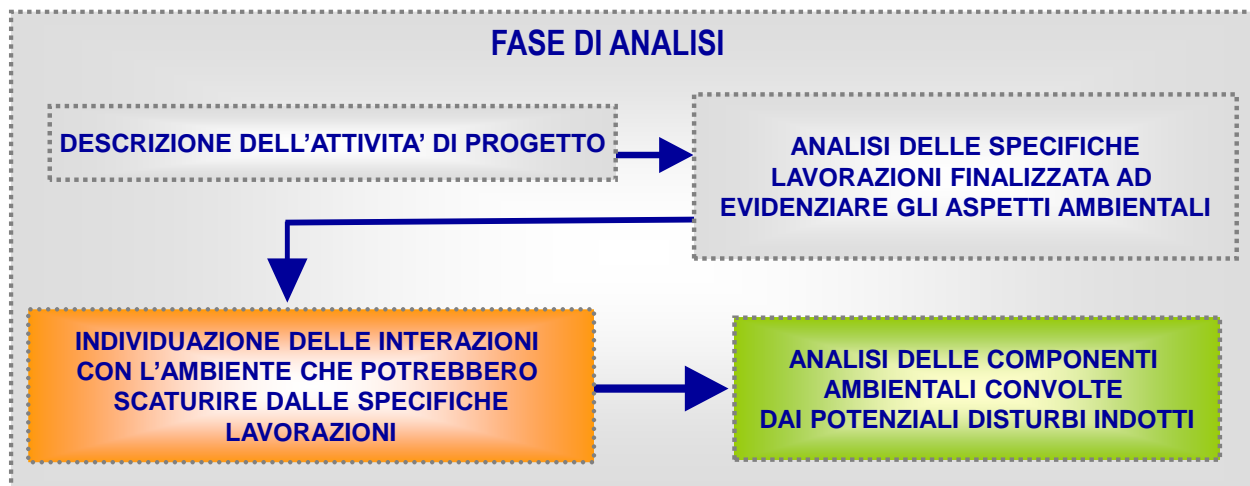 FASE DI ANALISI
DESCRIZIONE DELL’ATTIVITA’ DI PROGETTO
ANALISI DELLE SPECIFICHE
LAVORAZIONI FINALIZZATA AD
EVIDENZIARE GLI ASPETTI AMBIENTALI
INDIVIDUAZIONE DELLE INTERAZIONI
CON L’AMBIENTE CHE POTREBBERO
SCATURIRE DALLE SPECIFICHE
LAVORAZIONI
ANALISI DELLE COMPONENTI
AMBIENTALI CONVOLTE
DAI POTENZIALI DISTURBI INDOTTI